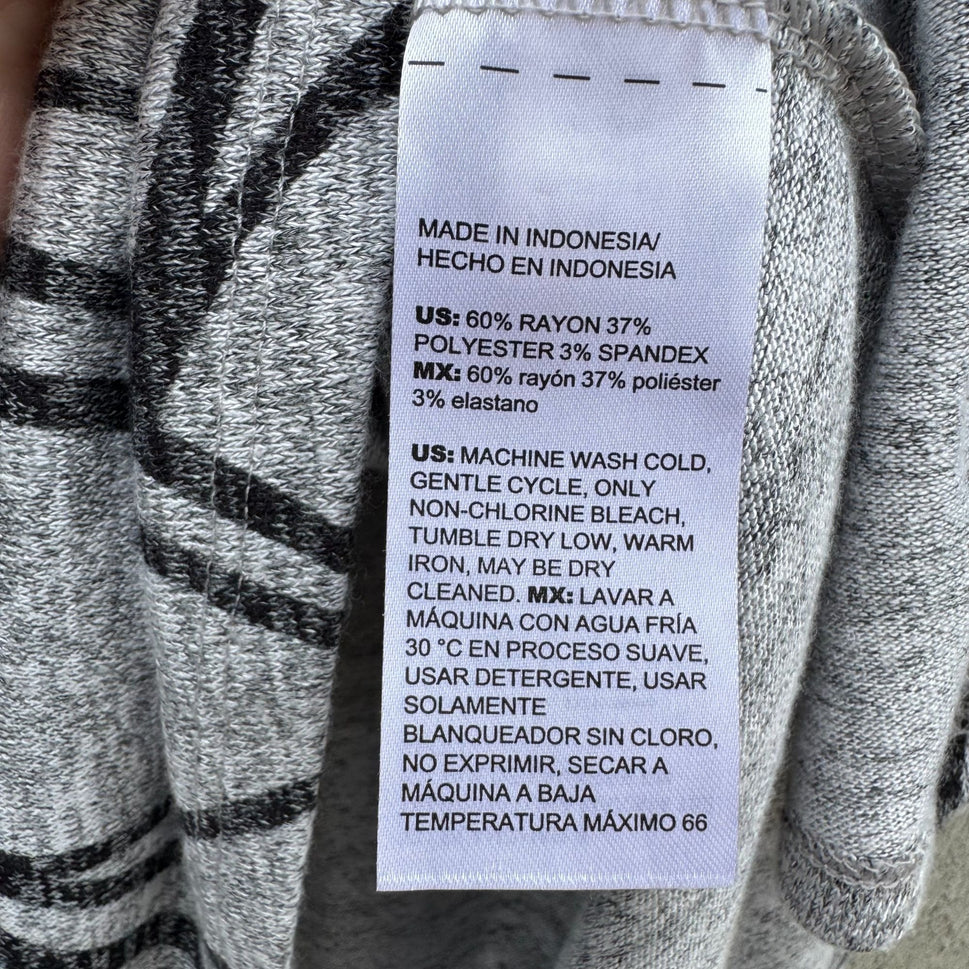 MADE IN INDONESIA/
HECHO EN INDONESIA
US: 60% RAYON 37%
POLYESTER 3% SPANDEX
MX: 60% rayón 37% poliéster
3% elastano
US: MACHINE WASH COLD,
GENTLE CYCLE, ONLY
NON-CHLORINE BLEACH,
TUMBLE DRY LOW, WARM
IRON, MAY BE DRY
CLEANED. MX: LAVAR A
MÁQUINA CON AGUA FRÍA
30 °C EN PROCESO SUAVE,
USAR DETERGENTE, USAR
SOLAMENTE
BLANQUEADOR SIN CLORO,
NO EXPRIMIR, SECAR A
MÁQUINA A BAJA
TEMPERATURA MÁXIMO 66